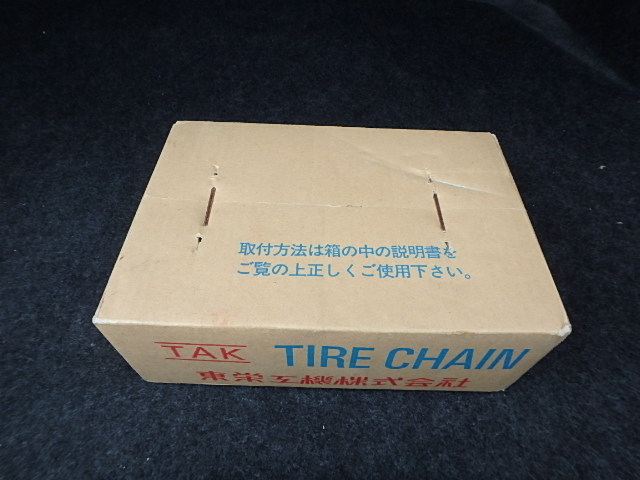 取付方法は箱の中の説明書を
ご覧の上正しくご使用下さい。
TAK TIRE CHAIN
東栄工機株式会社